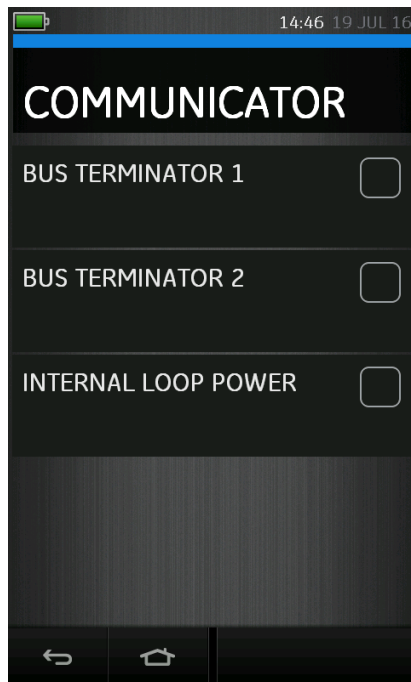 14:46 19 JUL 16
COMMUNICATOR
BUS TERMINATOR 1
BUS TERMINATOR 2
INTERNAL LOOP POWER